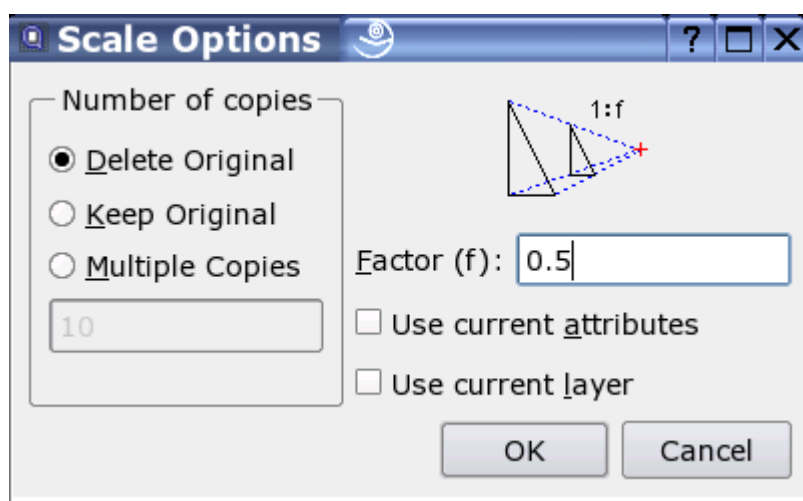 Scale Options
?
Number of copies
Delete Original
Keep Original
Multiple Copies
10
1:f
Factor (f): 0.5
Use current attributes
Use current layer
OK
Cancel